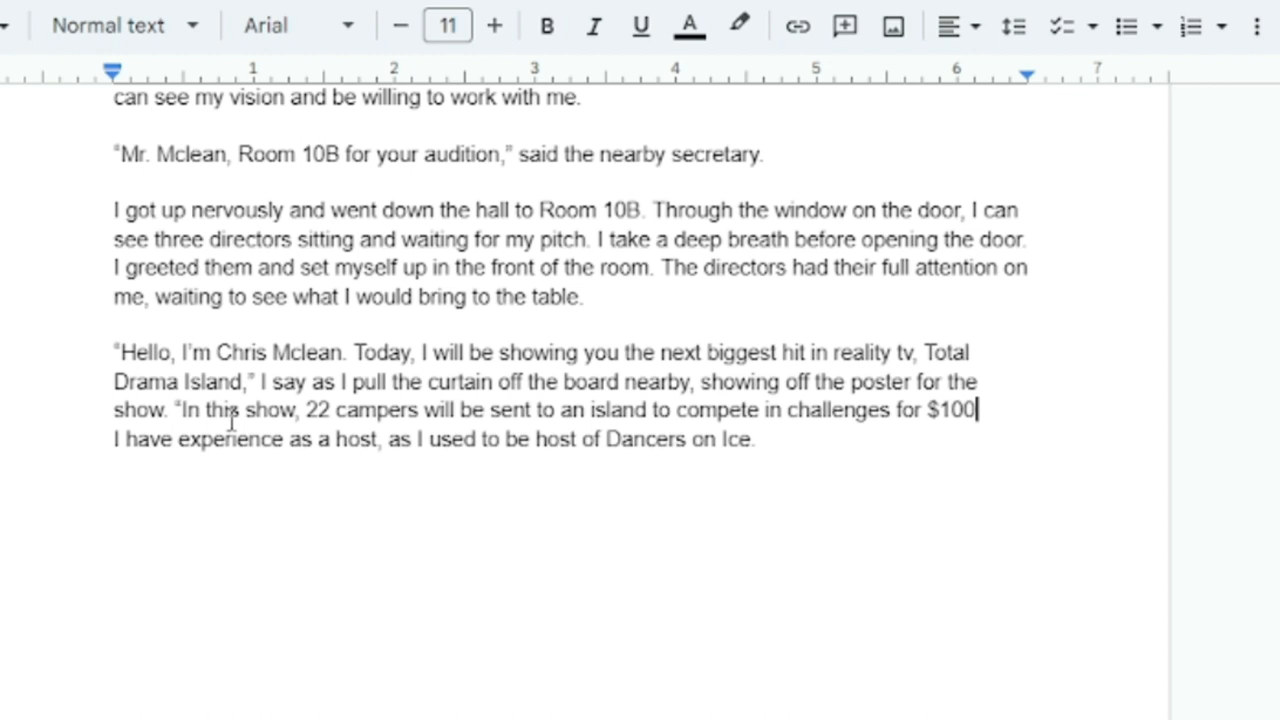 Normal text Arial 11 B I U A
1 2 3 4 5 6 7
can see my vision and be willing to work with me.
“Mr. Mclean, Room 10B for your audition,” said the nearby secretary.
I got up nervously and went down the hall to Room 10B. Through the window on the door, I can
see three directors sitting and waiting for my pitch. I take a deep breath before opening the door.
I greeted them and set myself up in the front of the room. The directors had their full attention on
me, waiting to see what I would bring to the table.
“Hello, I’m Chris Mclean. Today, I will be showing you the next biggest hit in reality tv, Total
Drama Island,” I say as I pull the curtain off the board nearby, showing off the poster for the
show. “In this show, 22 campers will be sent to an island to compete in challenges for $100
I have experience as a host, as I used to be host of Dancers on Ice.